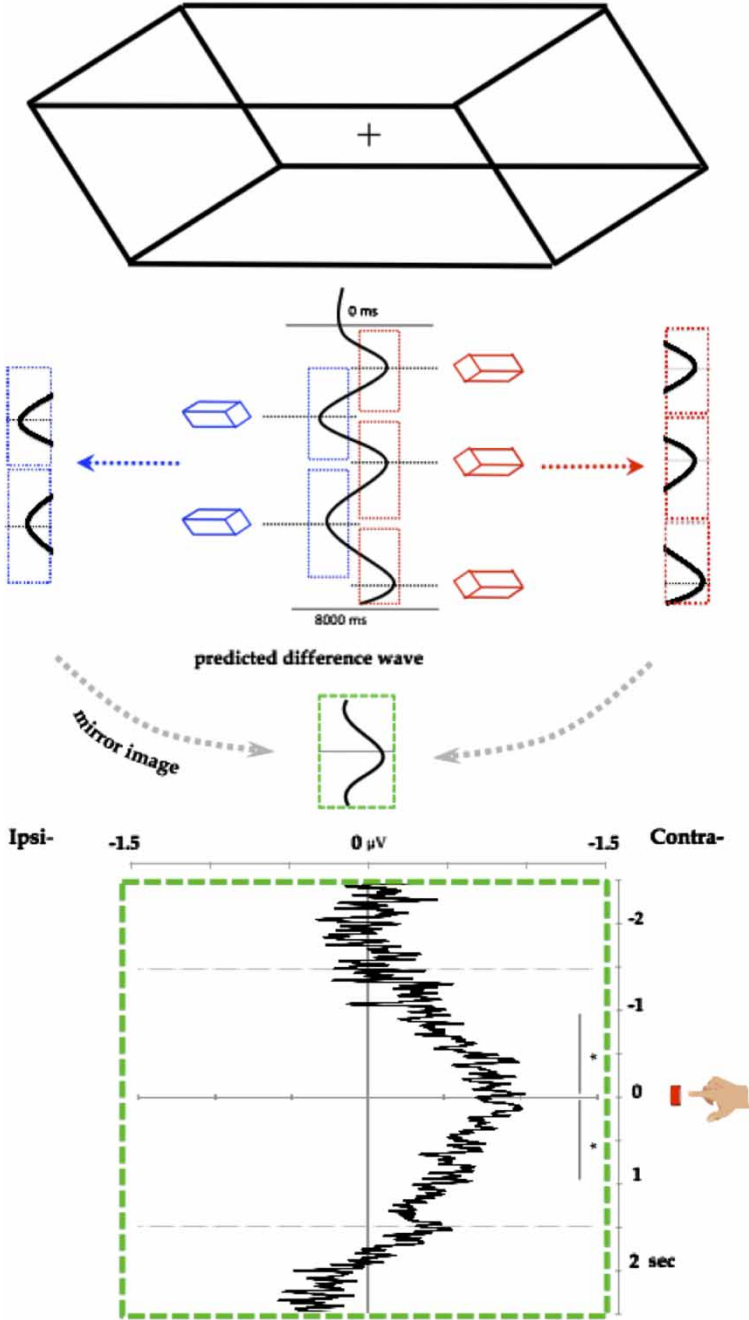 0 ms
8000 ms
predicted difference wave
mirror image
Ipsi- -1.5 0 µV -1.5 Contra-
-2
-1
*
0
*
1
2 sec